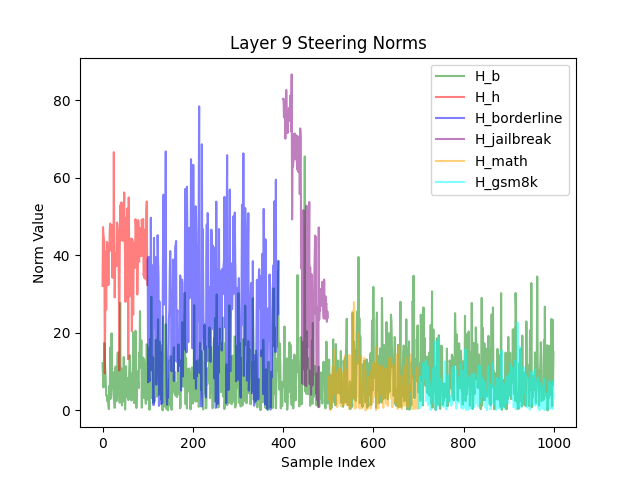 Layer 9 Steering Norms
Norm Value
80
60
40
20
0
H_b
H_h
H_borderline
H_jailbreak
H_math
H_gsm8k
0
200
400
600
800
1000
Sample Index